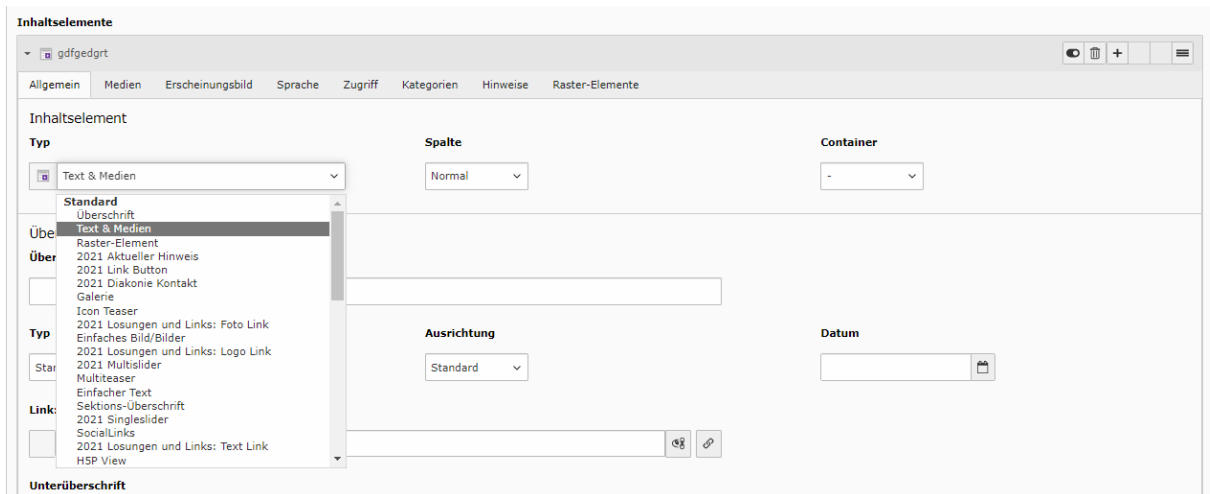 Inhaltselemente
gdfgedgrt
Allgemein Medien Erscheinungsbild Sprache Zugriff Kategorien Hinweise Raster-Elemente
Inhaltselement
Typ Spalte Container
Text & Medien Normal -
Standard
Überschrift
Text & Medien
Raster-Element
2021 Aktueller Hinweis
2021 Link Button
2021 Diakonie Kontakt
Galerie
Icon Teaser
2021 Losungen und Links: Foto Link
Einfaches Bild/Bilder
2021 Losungen und Links: Logo Link
2021 Multislider
Multiteaser
Einfacher Text
Sektions-Überschrift
2021 Singleslider
SocialLinks
2021 Losungen und Links: Text Link
H5P View
Typ Ausrichtung Datum
Standard
Unterüberschrift